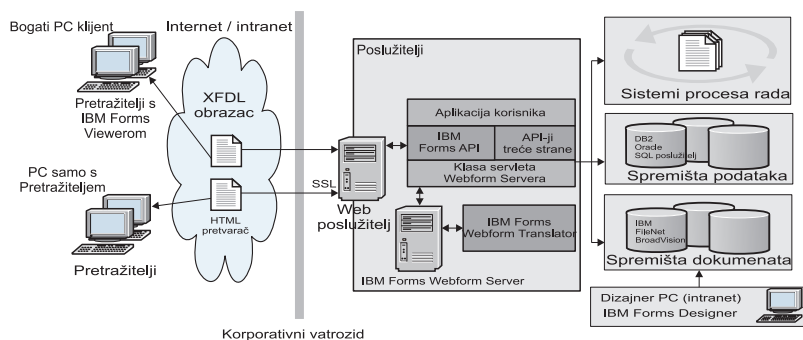 Bogati PC klijent
Internet / intranet
Pretražitelji s
IBM Forms
Viewerom
XFDL
obrazac
PC samo s
Pretražiteljem
HTML
pretvarač
Pretražitelji
Korporativni vatrozid
SSL
Web
poslužitelj
Poslužitelji
Aplikacija korisnika
IBM
Forms API
API-ji
treće strane
Klasa servleta
Webform Servera
IBM Forms
Webform Translator
IBM Forms Webform Server
Sistemi procesa rada
DB2
Oracle
SQL poslužitelj
Spremišta podataka
IBM
FileNet
BroadVision
Spremišta dokumenata
Dizajner PC (intranet)
IBM Forms Designer